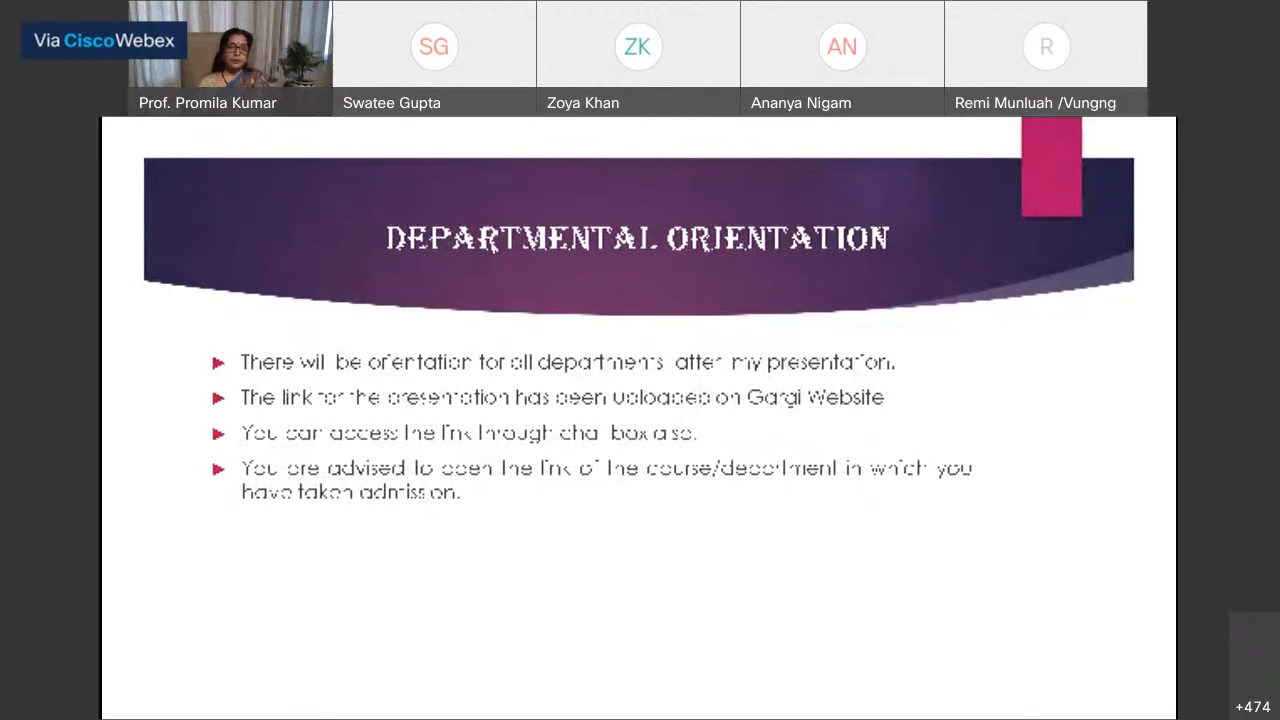 Via Cisco Webex
SG
ZK
AN
R
Prof. Promila Kumar
Swatee Gupta
Zoya Khan
Ananya Nigam
Remi Munluah /Vungng
DEPARTMENTAL ORIENTATION
There will be orientation for all departments after my presentation.
The link for the presentation has been uploaded on Gargi Website
You can access the link through chat box also.
You are advised to open the link of the course/department in which you
have taken admission.
+474